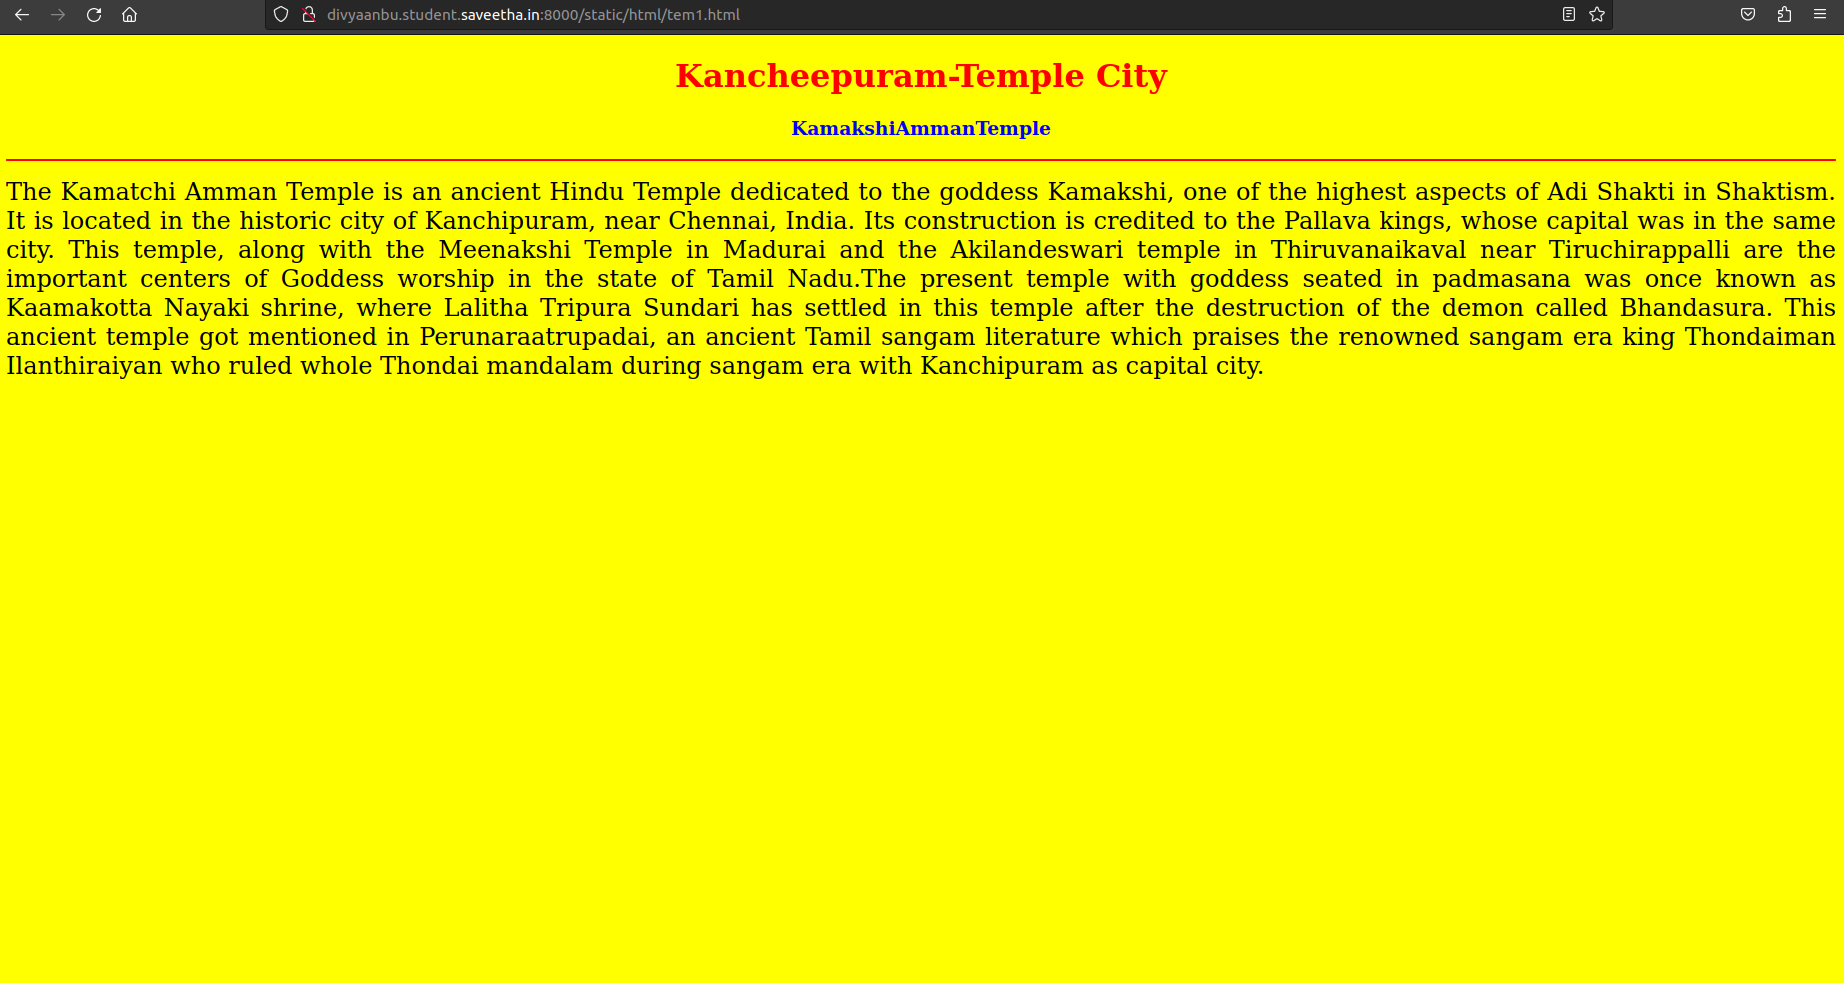 divyaanbu.student.saveetha.in:8000/static/html/tem1.html
Kancheepuram-Temple City
KamakshiAmmanTemple
The Kamatchi Amman Temple is an ancient Hindu Temple dedicated to the goddess Kamakshi, one of the highest aspects of Adi Shakti in Shaktism.
It is located in the historic city of Kanchipuram, near Chennai, India. Its construction is credited to the Pallava kings, whose capital was in the same
city. This temple, along with the Meenakshi Temple in Madurai and the Akilandeswari temple in Thiruvanaikaval near Tiruchirappalli are the
important centers of Goddess worship in the state of Tamil Nadu.The present temple with goddess seated in padmasana was once known as
Kaamakotta Nayaki shrine, where Lalitha Tripura Sundari has settled in this temple after the destruction of the demon called Bhandasura. This
ancient temple got mentioned in Perunaraatrupadai, an ancient Tamil sangam literature which praises the renowned sangam era king Thondaiman
Ilanthiraiyan who ruled whole Thondai mandalam during sangam era with Kanchipuram as capital city.